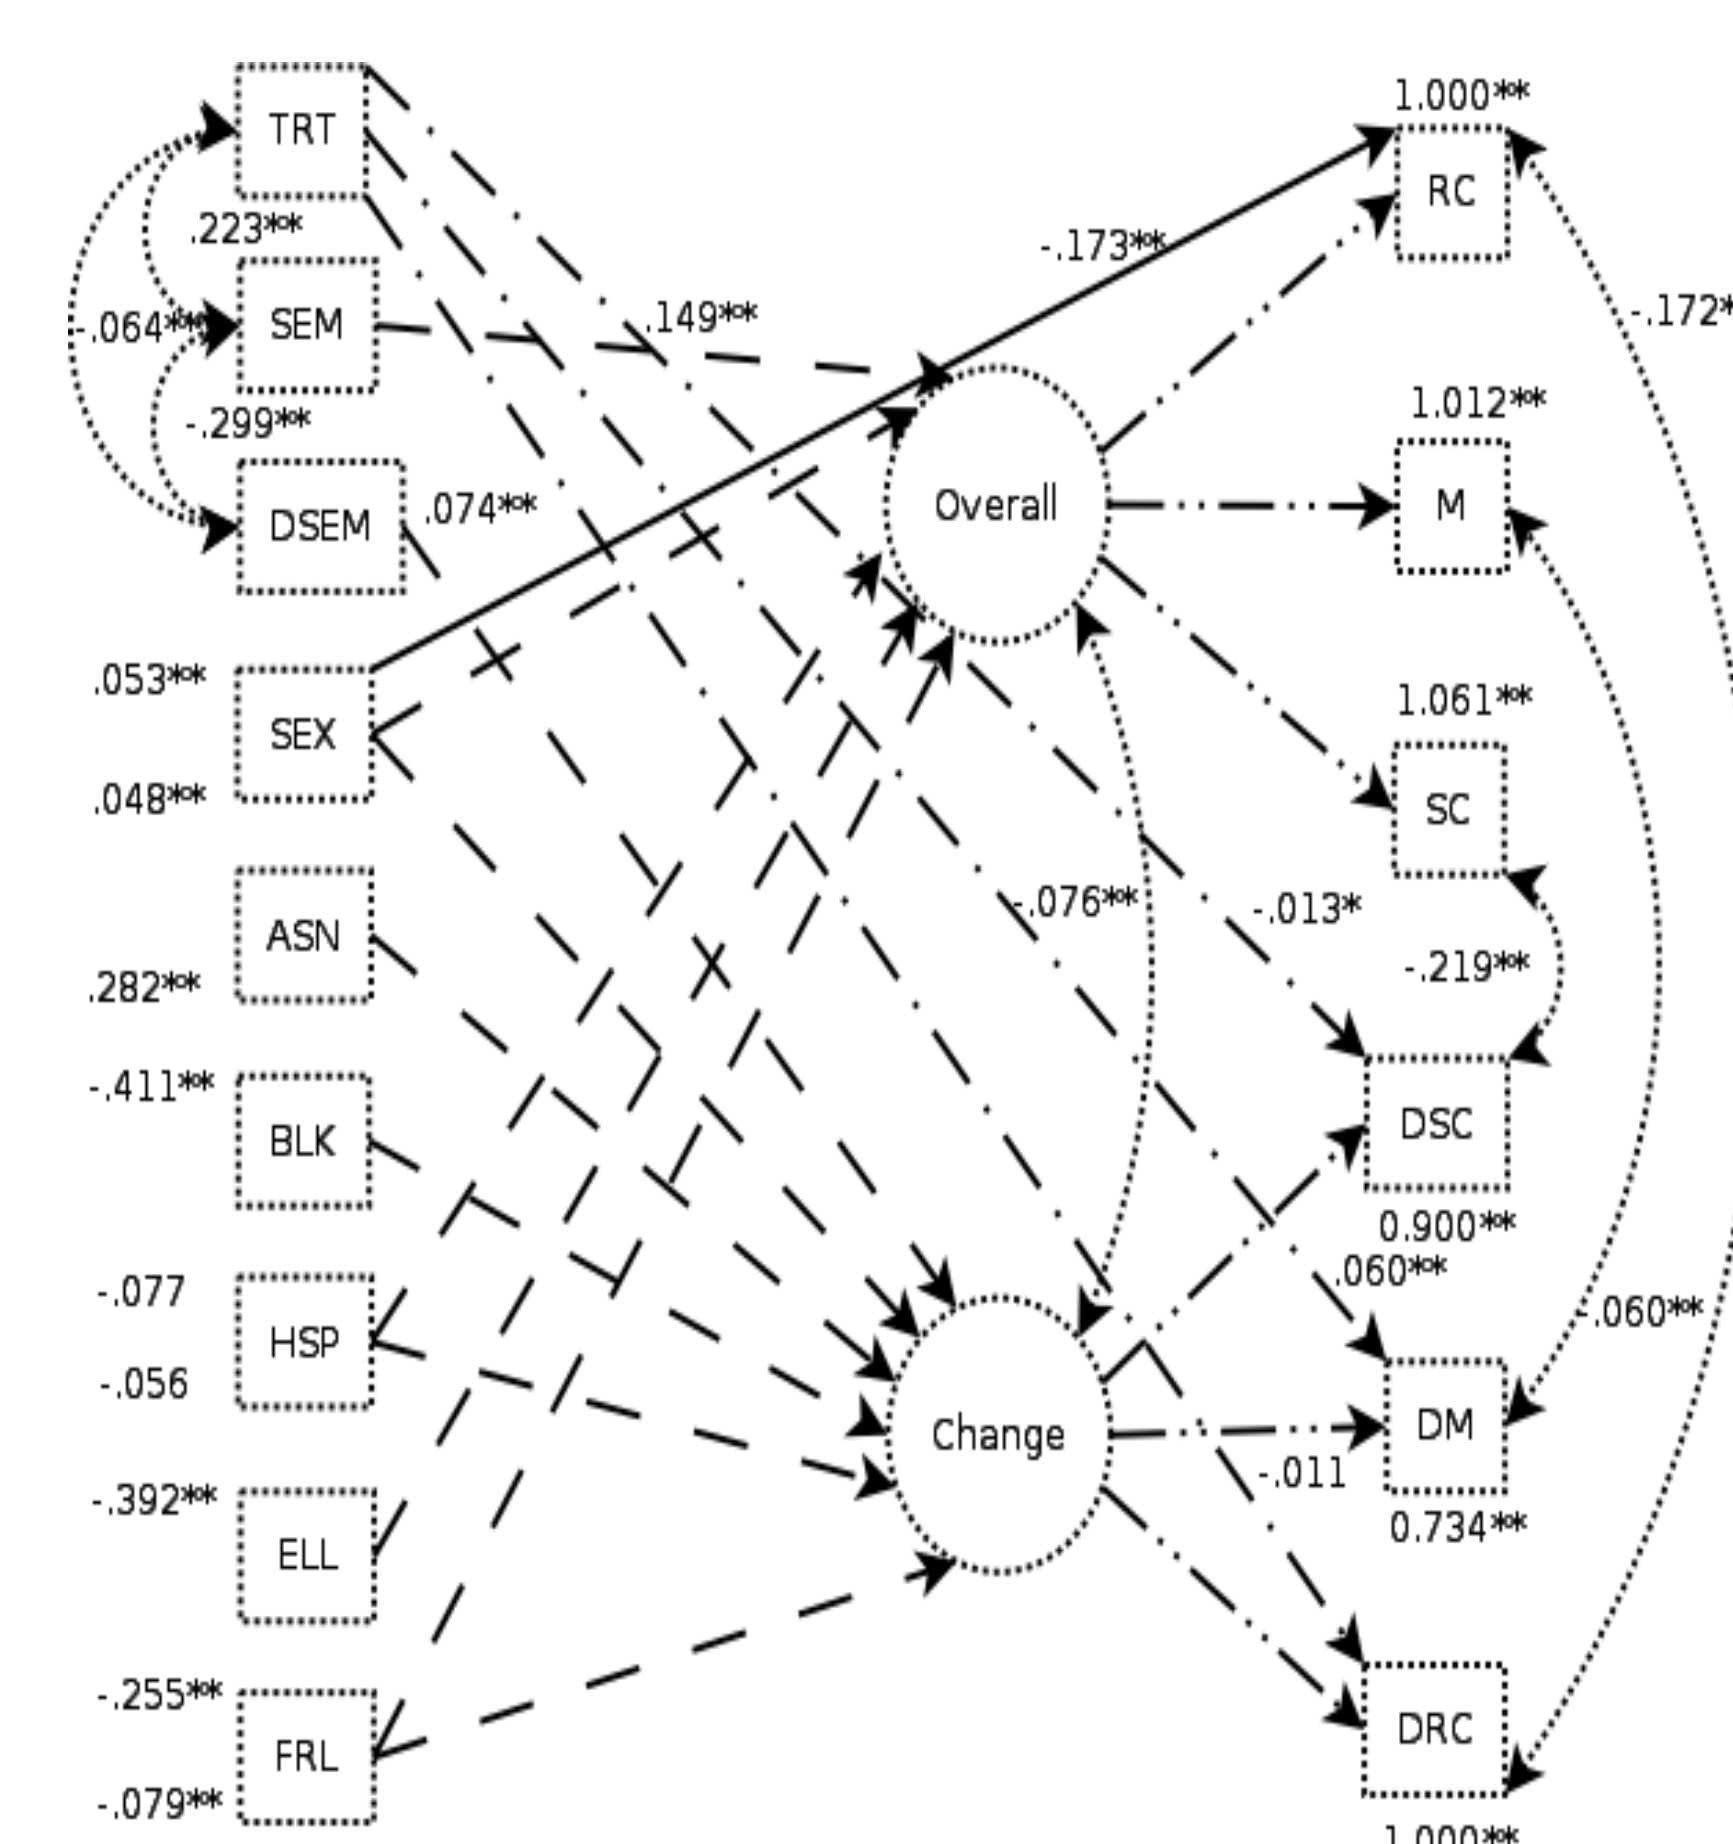 1.000**
TRT
RC
.223**
-.173**
SEM
.149**
-.064**
-.172*
-.299**
1.012**
DSEM
.074**
Overall
M
.053**
SEX
1.061**
.048**
SC
ASN
-.076**
-.013*
.282**
-.219**
-.411**
BLK
DSC
0.900**
-.077
.060**
HSP
-.060**
-.056
Change
DM
-.011
-.392**
0.734**
ELL
-.255**
DRC
FRL
-.079**
1.000**